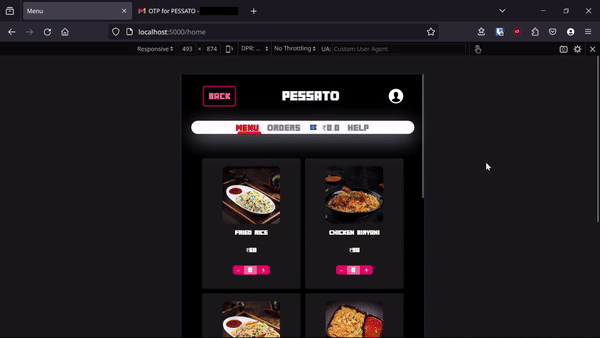 Menu
OTP for PESSATO -
localhost:5000/home
Responsive 493 × 874 DPR: ... No Throttling UA: Custom User Agent
BACK PESSATO
MENU ORDERS ₹0.0 HELP
FRIED RICE CHICKEN BIRYANI
₹60 ₹90
- 0 + - 0 +